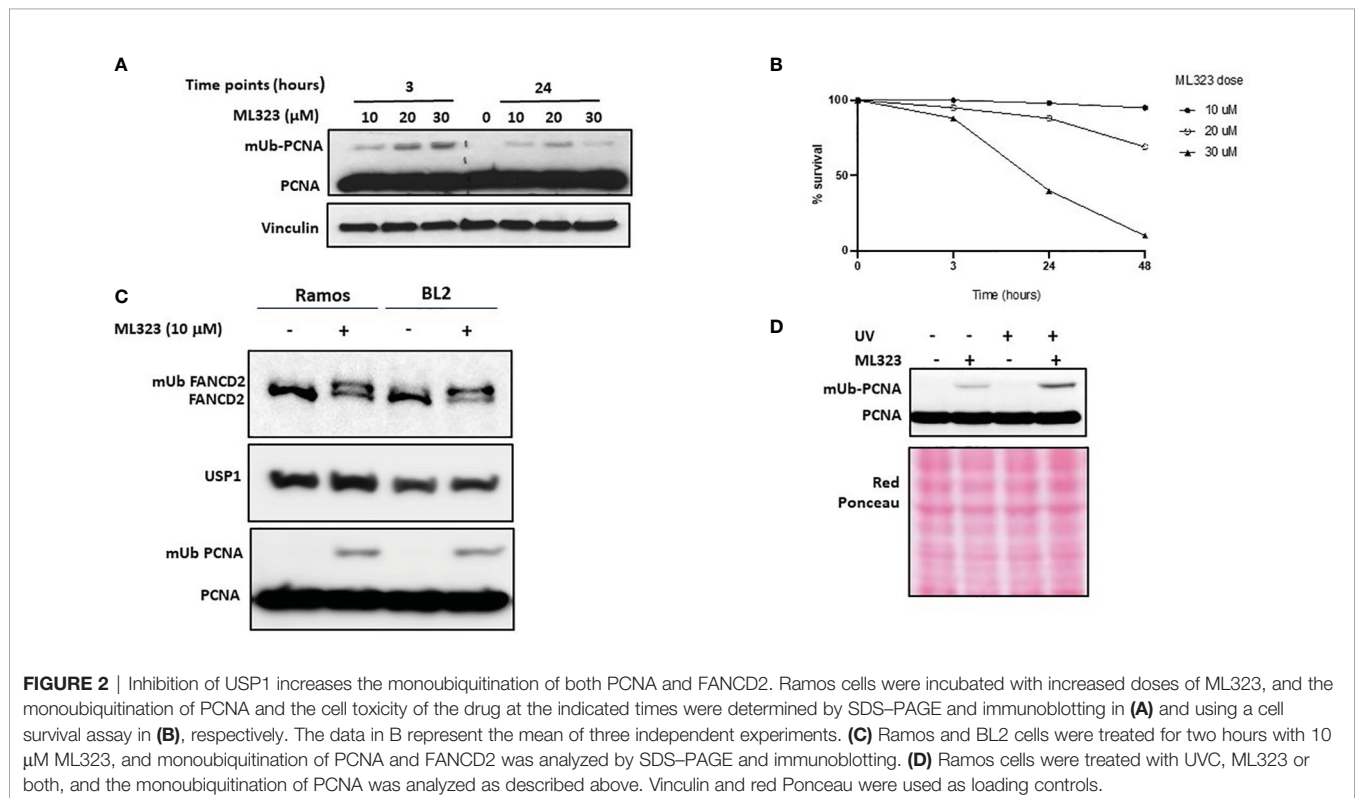 A
Time points (hours) 3 24
ML323 (μM) 10 20 30 0 10 20 30
mUb-PCNA
PCNA
Vinculin
B
ML323 dose
10 uM
20 uM
30 uM
100
50
0
% survival
0 3 24 48
Time (hours)
C
Ramos BL2
ML323 (10 μM) - + - +
mUb FANCD2
FANCD2
USP1
mUb PCNA
PCNA
D
UV - - + +
ML323 - + - +
mUb-PCNA
PCNA
Red
Ponceau
FIGURE 2 | Inhibition of USP1 increases the monoubiquitination of both PCNA and FANCD2. Ramos cells were incubated with increased doses of ML323, and the
monoubiquitination of PCNA and the cell toxicity of the drug at the indicated times were determined by SDS–PAGE and immunoblotting in (A) and using a cell
survival assay in (B), respectively. The data in B represent the mean of three independent experiments. (C) Ramos and BL2 cells were treated for two hours with 10
μM ML323, and monoubiquitination of PCNA and FANCD2 was analyzed by SDS–PAGE and immunoblotting. (D) Ramos cells were treated with UVC, ML323 or
both, and the monoubiquitination of PCNA was analyzed as described above. Vinculin and red Ponceau were used as loading controls.